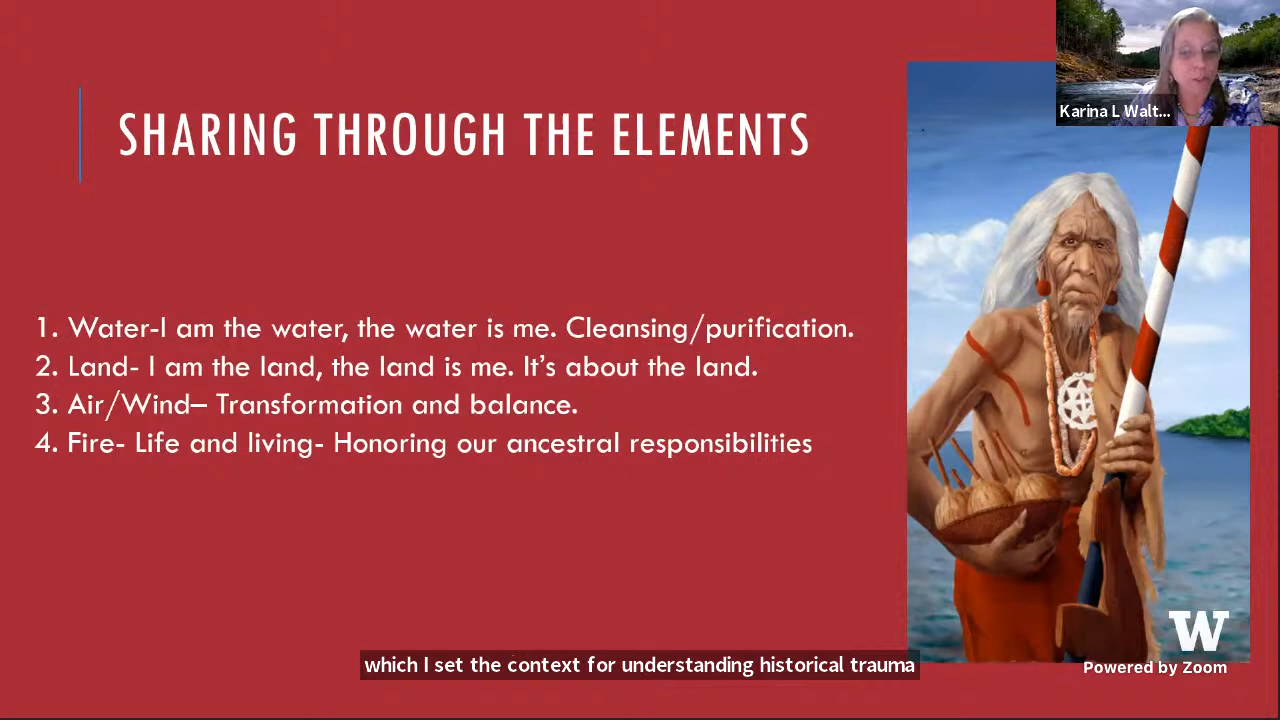 Karina L Walt...
SHARING THROUGH THE ELEMENTS
1. Water-I am the water, the water is me. Cleansing/purification.
2. Land- I am the land, the land is me. It's about the land.
3. Air/Wind– Transformation and balance.
4. Fire- Life and living- Honoring our ancestral responsibilities
W
which I set the context for understanding historical trauma
Powered by Zoom